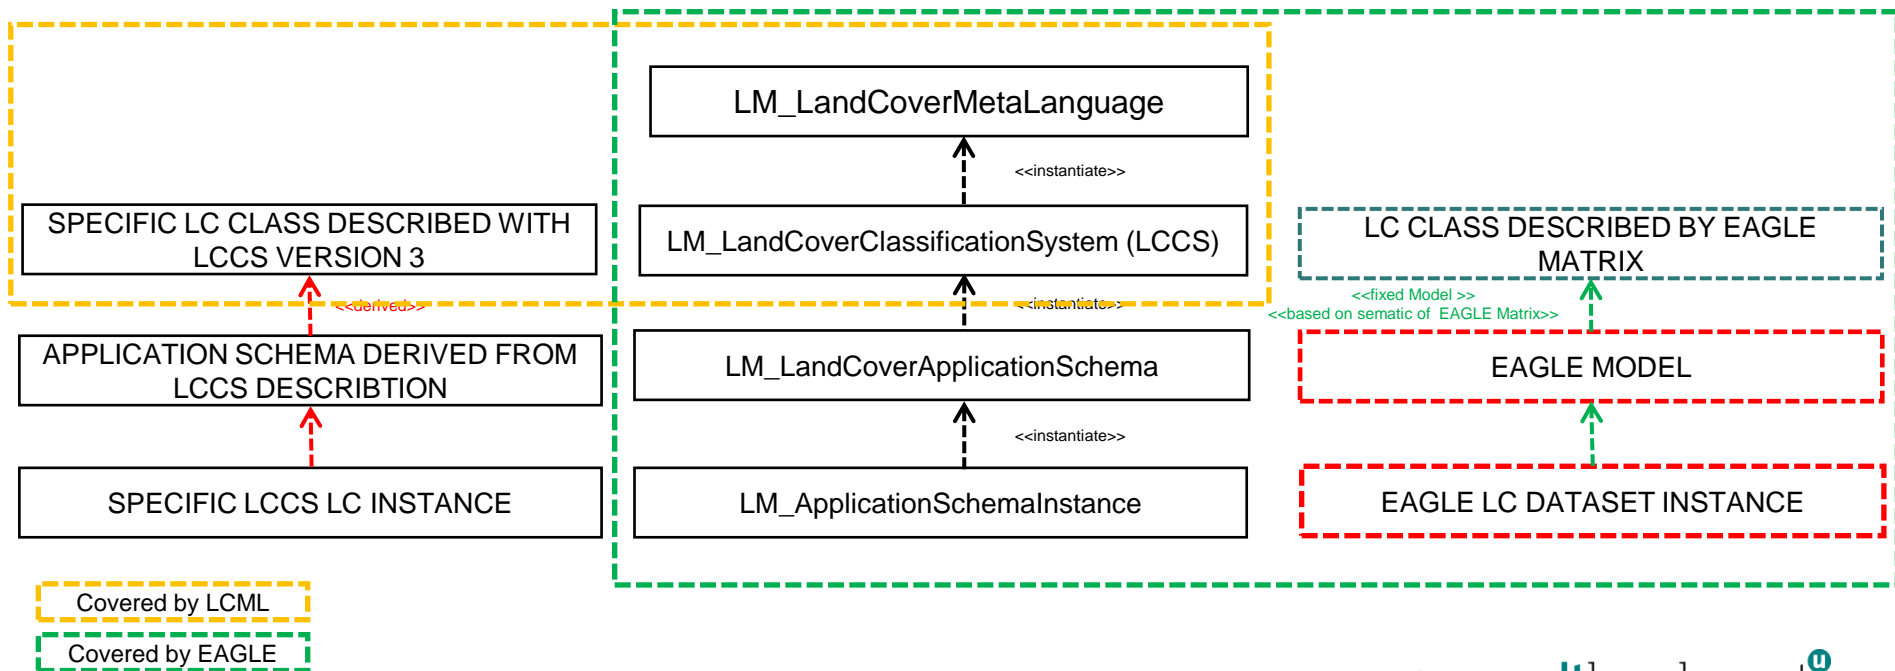 LM_LandCoverMetaLanguage
<<instantiate>>
SPECIFIC LC CLASS DESCRIBED WITH
LCCS VERSION 3
LM_LandCoverClassificationSystem (LCCS)
LC CLASS DESCRIBED BY EAGLE
MATRIX
<<derived>>
<<instantiate>>
<<fixed Model >>
<<based on sematic of EAGLE Matrix>>
APPLICATION SCHEMA DERIVED FROM
LCCS DESCRIBTION
LM_LandCoverApplicationSchema
EAGLE MODEL
<<instantiate>>
SPECIFIC LCCS LC INSTANCE
LM_ApplicationSchemaInstance
EAGLE LC DATASET INSTANCE
Covered by LCML
Covered by EAGLE